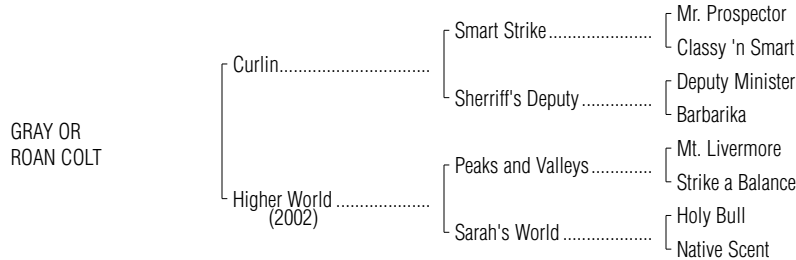 Mr. Prospector
Smart Strike......................
Classy 'n Smart
Curlin................................
Deputy Minister
Sherriff's Deputy ...............
Barbarika
GRAY OR
ROAN COLT
Mt. Livermore
Peaks and Valleys.............
Strike a Balance
Higher World ....................
(2002)
Holy Bull
Sarah's World ...................
Native Scent